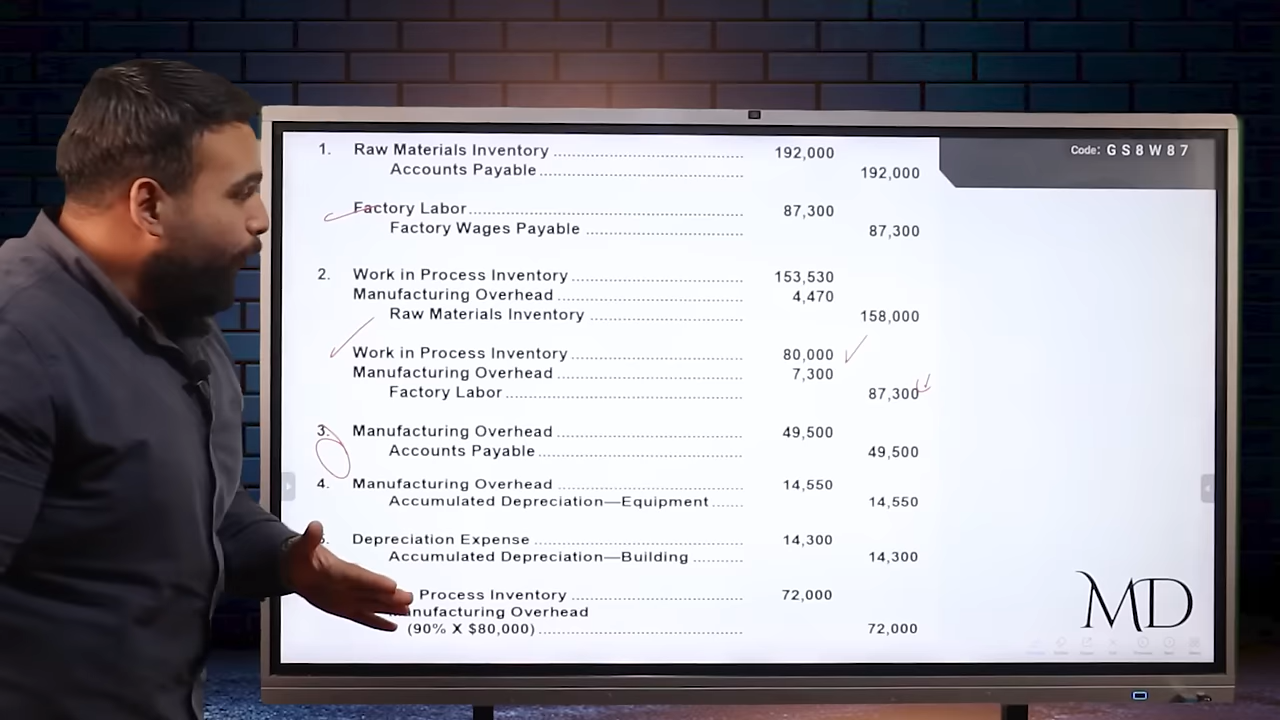 Code: G S 8 W 8 7
1. Raw Materials Inventory 192,000
Accounts Payable 192,000
Factory Labor 87,300
Factory Wages Payable 87,300
2. Work in Process Inventory 153,530
Manufacturing Overhead 4,470
Raw Materials Inventory 158,000
Work in Process Inventory 80,000
Manufacturing Overhead 7,300
Factory Labor 87,300
3. Manufacturing Overhead 49,500
Accounts Payable 49,500
4. Manufacturing Overhead 14,550
Accumulated Depreciation—Equipment 14,550
Depreciation Expense 14,300
Accumulated Depreciation—Building 14,300
Process Inventory 72,000
Manufacturing Overhead
(90% X $80,000) 72,000
MD